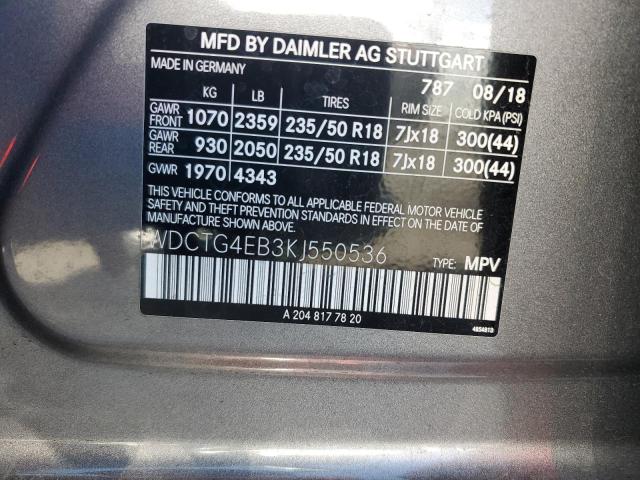 MFD BY DAIMLER AG STUTTGART
MADE IN GERMANY 787 08/18
KG LB TIRES RIM SIZE COLD KPA(PSI)
GAWR FRONT 1070 2359 235/50 R18 7Jx18 300(44)
GAWR REAR 930 2050 235/50 R18 7Jx18 300(44)
GVWR 1970 4343
THIS VEHICLE CONFORMS TO ALL APPLICABLE FEDERAL MOTOR VEHICLE
SAFETY AND THEFT PREVENTION STANDARDS IN EFFECT ON THE DATE OF
MANUFACTURE SHOWN ABOVE.
WDCTG4EB3KJ550536 TYPE: MPV
A 204 817 78 20